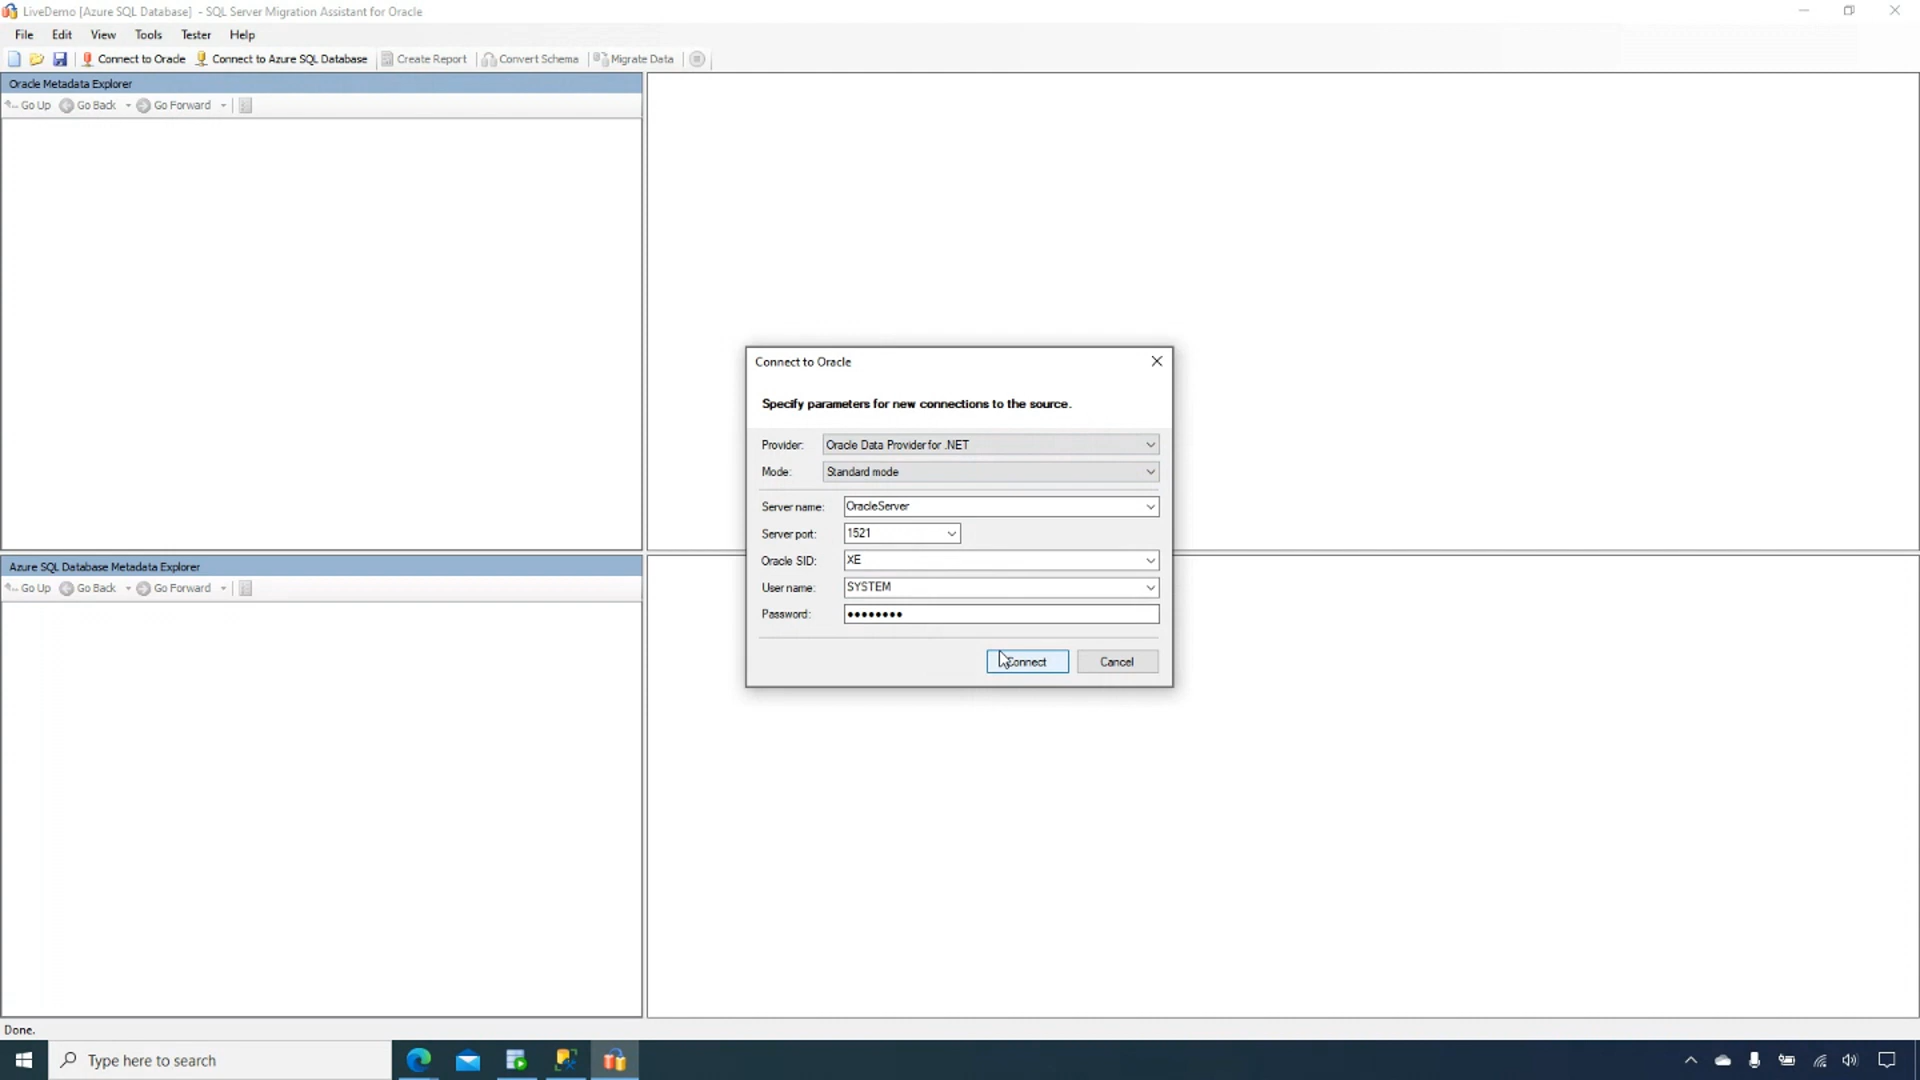 LiveDemo [Azure SQL Database] - SQL Server Migration Assistant for Oracle
File Edit View Tools Tester Help
Connect to Oracle Connect to Azure SQL Database Create Report Convert Schema Migrate Data
Oracle Metadata Explorer
Go Up Go Back Go Forward
Connect to Oracle
Specify parameters for new connections to the source.
Provider: Oracle Data Provider for .NET
Mode: Standard mode
Server name: OracleServer
Server port: 1521
Oracle SID: XE
User name: SYSTEM
Password: ••••••••
Connect Cancel
Azure SQL Database Metadata Explorer
Go Up Go Back Go Forward
Done.
Type here to search